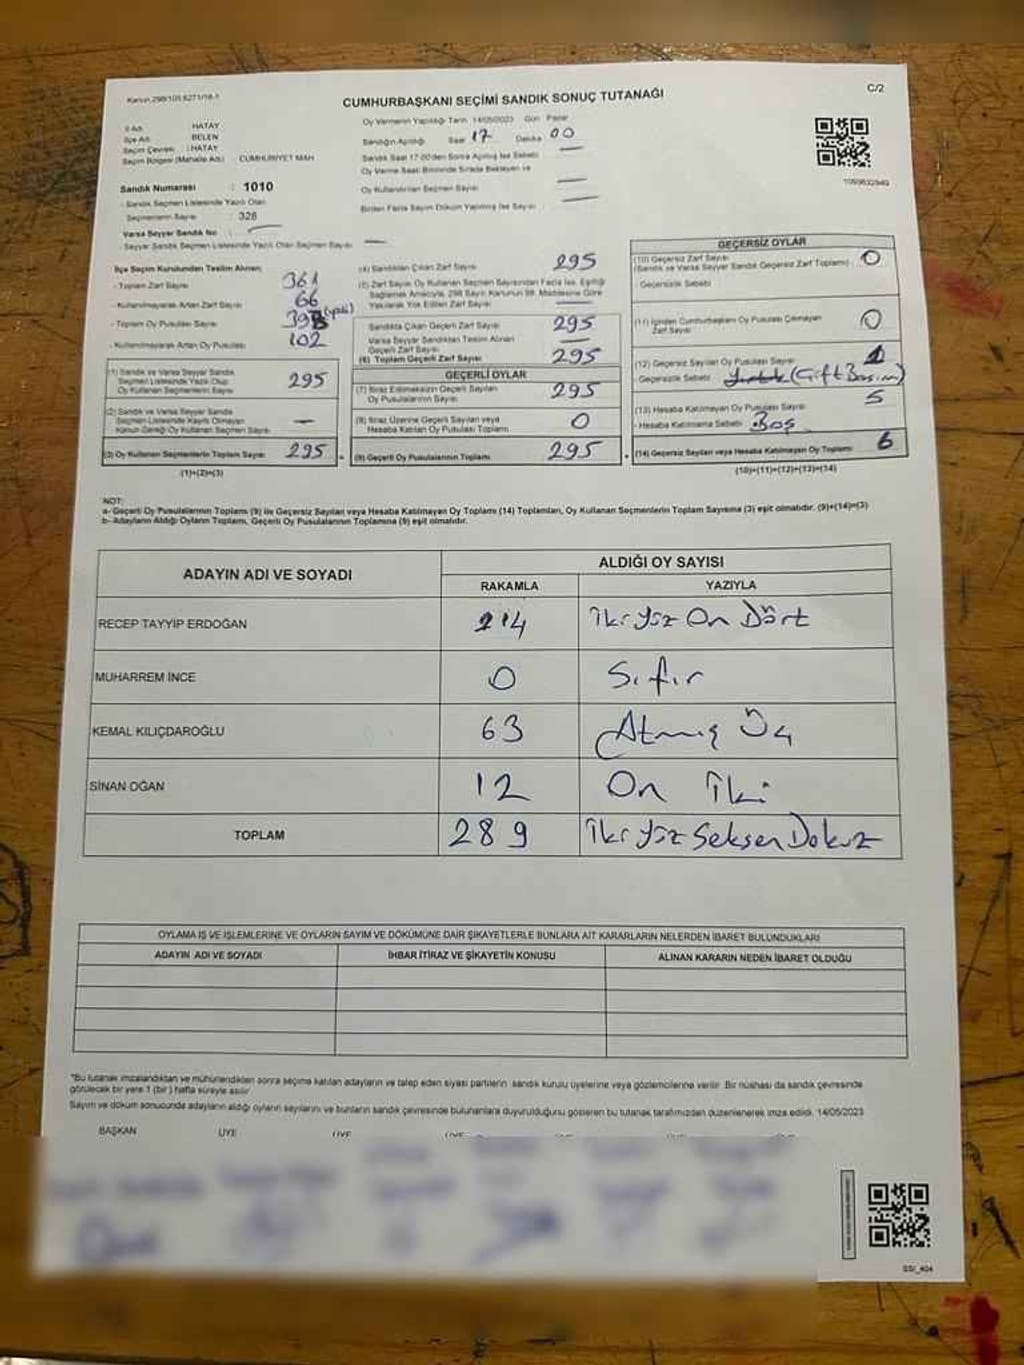 Kanun 298/105 6271/16-1
CUMHURBAŞKANI SEÇİMİ SANDIK SONUÇ TUTANAĞI
C/2
İl Adı HATAY
İlçe Adı BELEN
Seçim Çevresi : HATAY
Seçim Bölgesi (Mahalle Adı) CUMHURİYET MAH
Sandık Numarası : 1010
- Sandık Seçmen Listesinde Yazılı Olan
- Seçmenlerin Sayısı : 328
Varsa Seyyar Sandık No :
- Seyyar Sandık Seçmen Listesinde Yazılı Olan Seçmen Sayısı —
Oy Vermenin Yapıldığı Tarih 14/05/2023 Gün Pazar
Sandığın Açıldığı Saat 17 Dakika 00
Sandık Saat 17.00'den Sonra Açılmış İse Sebebi —
Oy Verme Saati Bitiminde Sırada Bekleyen ve
Oy Kullandırılan Seçmen Sayısı —
Birden Fazla Sayım Döküm Yapılmış İse Sayısı —
İlçe Seçim Kurulundan Teslim Alınan:
- Toplam Zarf Sayısı 361
- Kullanılmayarak Artan Zarf Sayısı 66
- Toplam Oy Pusulası Sayısı (yedi)
- Kullanılmayarak Artan Oy Pusulası 102
(1) Sandık ve Varsa Seyyar Sandık
Seçmen Listesinde Yazılı Olup
Oy Kullanan Seçmenlerin Sayısı 295
(2) Sandık ve Varsa Seyyar Sandık
Seçmen Listesinde Kayıtlı Olmayan
Kanun Gereği Oy Kullanan Seçmen Sayısı —
(3) Oy Kullanan Seçmenlerin Toplam Sayısı 295
(1)+(2)=(3)
(4) Sandıktan Çıkan Zarf Sayısı 295
(5) Zarf Sayısı Oy Kullanan Seçmen Sayısından Fazla İse, Eşitliği
Sağlamak Amacıyla, 298 Sayılı Kanunun 98. Maddesine Göre
Yakılarak Yok Edilen Zarf Sayısı —
Sandıkta Çıkan Geçerli Zarf Sayısı 295
Varsa Seyyar Sandıktan Teslim Alınan
Geçerli Zarf Sayısı —
(6) Toplam Geçerli Zarf Sayısı 295
GEÇERLİ OYLAR
(7) İtiraz Edilmeksizin Geçerli Sayılan
Oy Pusulalarının Sayısı 295
(8) İtiraz Üzerine Geçerli Sayılan veya
Hesaba Katılan Oy Pusulası Toplamı 0
(9) Geçerli Oy Pusulalarının Toplamı 295
GEÇERSİZ OYLAR
(10) Geçersiz Zarf Sayısı
(Sandık ve Varsa Seyyar Sandık Geçersiz Zarf Toplamı) 0
Geçersizlik Sebebi
(11) İçinden Cumhurbaşkanı Oy Pusulası Çıkmayan
Zarf Sayısı 0
(12) Geçersiz Sayılan Oy Pusulası Sayısı 1
- Geçersizlik Sebebi (Çift Basım)
(13) Hesaba Katılmayan Oy Pusulası Sayısı 5
- Hesaba Katılmama Sebebi Boş
(14) Geçersiz Sayılan veya Hesaba Katılmayan Oy Toplamı 6
(10)+(11)+(12)+(13)=(14)
NOT:
a- Geçerli Oy Pusulalarının Toplamı (9) ile Geçersiz Sayılan veya Hesaba Katılmayan Oy Toplamı (14) Toplamları, Oy Kullanan Seçmenlerin Toplam Sayısına (3) eşit olmalıdır. (9)+(14)=(3)
b- Adayların Aldığı Oyların Toplamı, Geçerli Oy Pusulalarının Toplamına (9) eşit olmalıdır.
ADAYIN ADI VE SOYADI ALDIĞI OY SAYISI
RAKAMLA YAZIYLA
RECEP TAYYİP ERDOĞAN 214 İki Yüz On Dört
MUHARREM İNCE 0 Sıfır
KEMAL KILIÇDAROĞLU 63 Atmış Üç
SİNAN OĞAN 12 On İki
TOPLAM 289 İki Yüz Seksen Dokuz
OYLAMA İŞ VE İŞLEMLERİNE VE OYLARIN SAYIM VE DÖKÜMÜNE DAİR ŞİKAYETLERLE BUNLARA AİT KARARLARIN NELERDEN İBARET BULUNDUKLARI
ADAYIN ADI VE SOYADI İHBAR İTİRAZ VE ŞİKAYETİN KONUSU ALINAN KARARIN NEDEN İBARET OLDUĞU
*Bu tutanak imzalandıktan ve mühürlendikten sonra seçime katılan adayların ve talep eden siyasi partilerin sandık kurulu üyelerine veya gözlemcilerine verilir. Bir nüshası da sandık çevresinde
görülecek bir yere 1 (bir) hafta süreyle asılır
Sayım ve döküm sonucunda adayların aldığı oyların sayılarını ve bunların sandık çevresinde bulunanlara duyurulduğunu gösteren bu tutanak tarafımızdan düzenlenerek imza edildi. 14/05/2023
BAŞKAN ÜYE ÜYE ÜYE